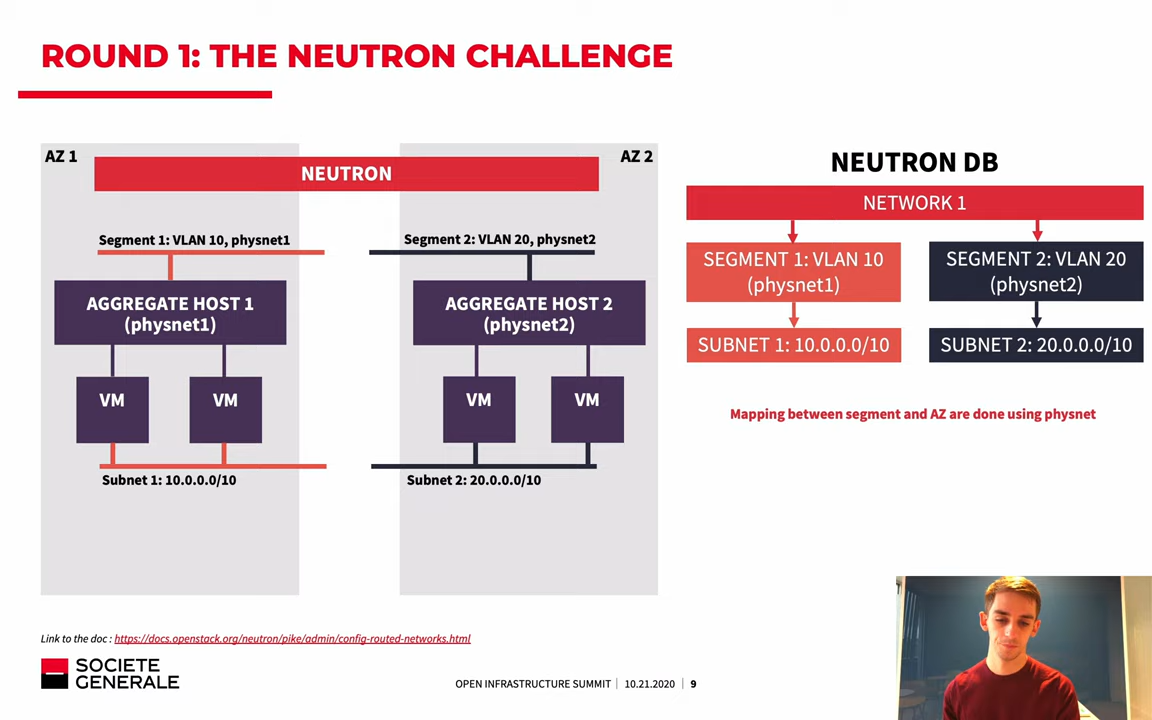 ROUND 1: THE NEUTRON CHALLENGE
AZ 1
AZ 2
NEUTRON
Segment 1: VLAN 10, physnet1
Segment 2: VLAN 20, physnet2
AGGREGATE HOST 1
(physnet1)
AGGREGATE HOST 2
(physnet2)
VM
VM
VM
VM
Subnet 1: 10.0.0.0/10
Subnet 2: 20.0.0.0/10
NEUTRON DB
NETWORK 1
SEGMENT 1: VLAN 10
(physnet1)
SEGMENT 2: VLAN 20
(physnet2)
SUBNET 1: 10.0.0.0/10
SUBNET 2: 20.0.0.0/10
Mapping between segment and AZ are done using physnet
Link to the doc : https://docs.openstack.org/neutron/pike/admin/config-routed-networks.html
SOCIETE
GENERALE
OPEN INFRASTRUCTURE SUMMIT | 10.21.2020 | 9